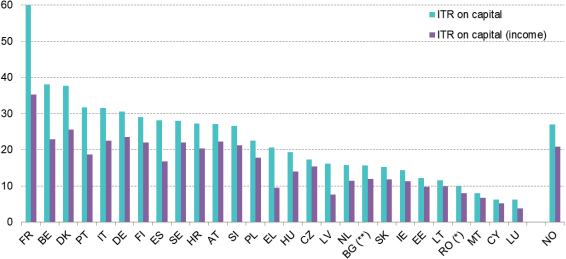 60
50
40
30
20
10
0
ITR on capital
ITR on capital (income)
FR BE DK PT IT DE FI ES SE HR AT SI PL EL HU CZ LV NL BG (**) SK IE EE LT RO (*) MT CY LU NO